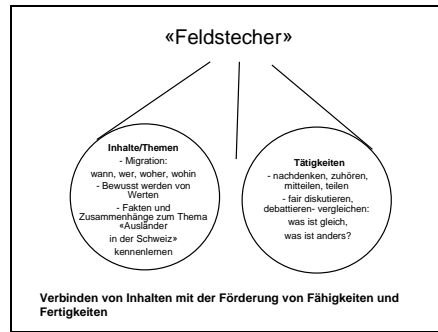 «Feldstecher»
Inhalte/Themen
- Migration:
wann, wer, woher, wohin
- Bewusst werden von
Werten
- Fakten und
Zusammenhänge zum Thema
«Ausländer
in der Schweiz»
kennenlernen
Tätigkeiten
- nachdenken, zuhören,
mitteilen, teilen
- fair diskutieren,
debattieren- vergleichen:
was ist gleich,
was ist anders?
Verbinden von Inhalten mit der Förderung von Fähigkeiten und
Fertigkeiten